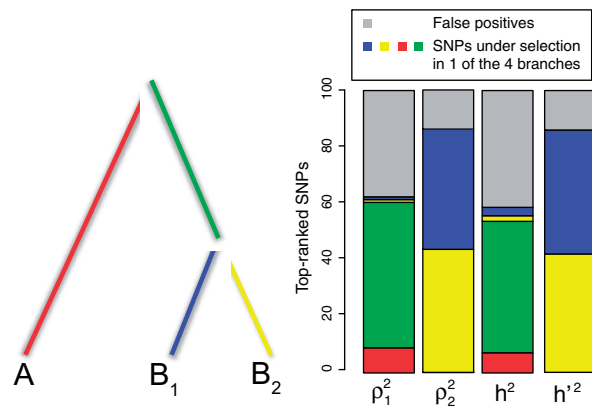 False positives
SNPs under selection
in 1 of the 4 branches
100
80
60
40
20
0
Top-ranked SNPs
A
B₁
B₂
ρ₁²
ρ₂²
h²
h'²